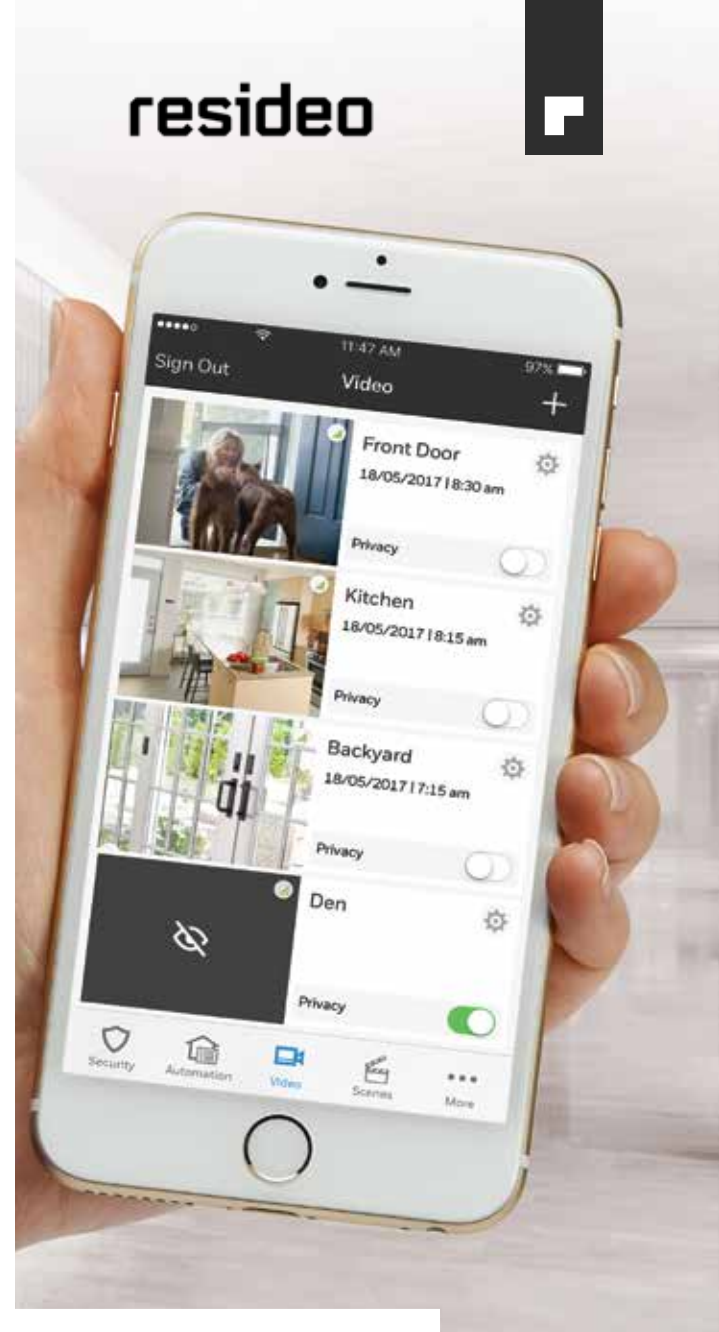 resideo
11:47 AM
97%
Sign Out
Video
+
Front Door
18/05/2017 | 8:30 am
Privacy
Kitchen
18/05/2017 | 8:15 am
Privacy
Backyard
18/05/2017 | 7:15 am
Privacy
Den
Privacy
Security
Automation
Video
Scenes
More